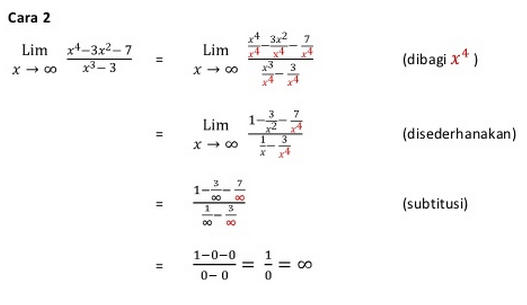 Cara 2
Lim x → ∞ (x⁴−3x²− 7)/(x³− 3) = Lim x → ∞ (x⁴/x⁴ − 3x²/x⁴ − 7/x⁴)/(x³/x⁴ − 3/x⁴) (dibagi x⁴ )
= Lim x → ∞ (1− 3/x² − 7/x⁴)/(1/x − 3/x⁴) (disederhanakan)
= (1− 3/∞ − 7/∞)/(1/∞ − 3/∞) (subtitusi)
= (1−0−0)/(0− 0) = 1/0 = ∞